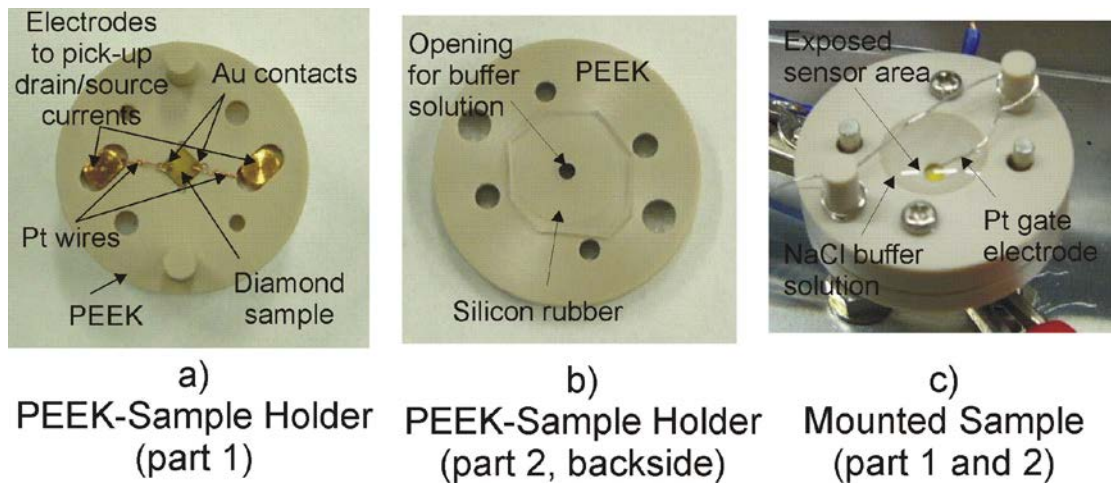 Electrodes
to pick-up
drain/source
currents
Au contacts
Pt wires
PEEK
Diamond
sample
a)
PEEK-Sample Holder
(part 1)
Opening
for buffer
solution
PEEK
Silicon rubber
b)
PEEK-Sample Holder
(part 2, backside)
Exposed
sensor area
Pt gate
electrode
NaCl buffer
solution
c)
Mounted Sample
(part 1 and 2)